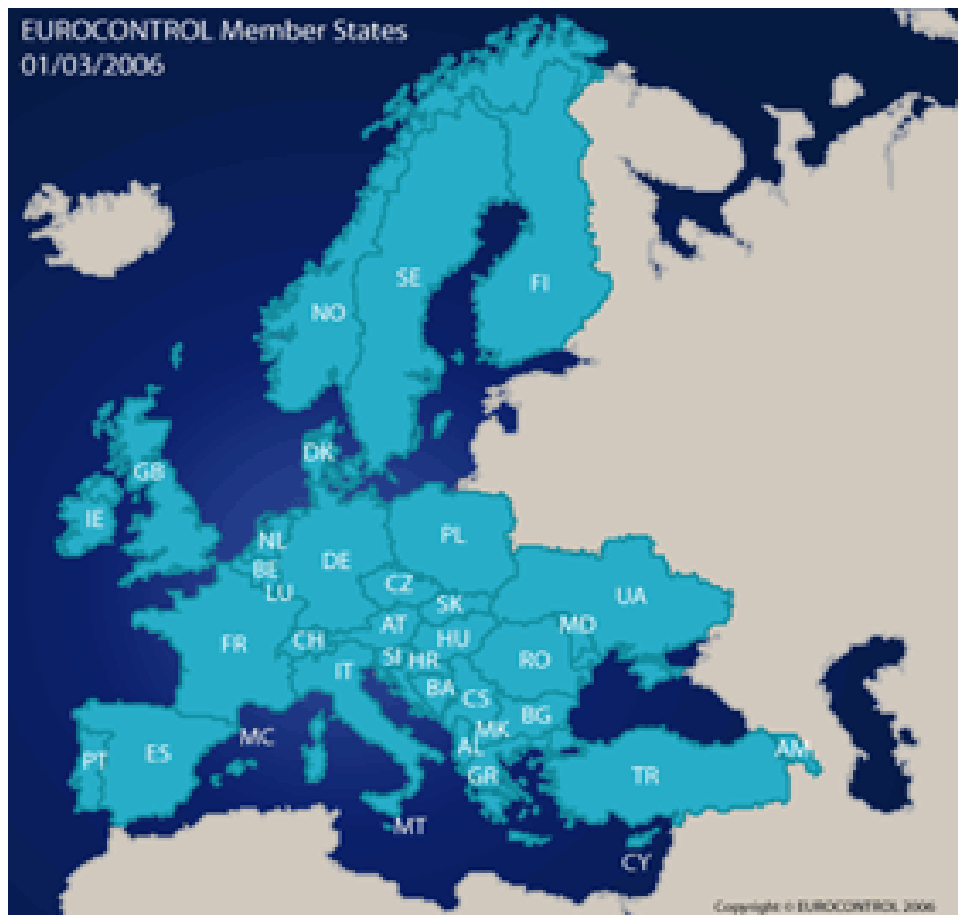 EUROCONTROL Member States
01/03/2006
SE
FI
NO
DK
GB
IE
NL
PL
DE
BE
CZ
LU
SK
UA
AT
MD
CH
HU
FR
SI
HR
RO
IT
BA
CS
BG
MK
MC
AL
AM
PT
ES
GR
TR
MT
CY
Copyright © EUROCONTROL 2006